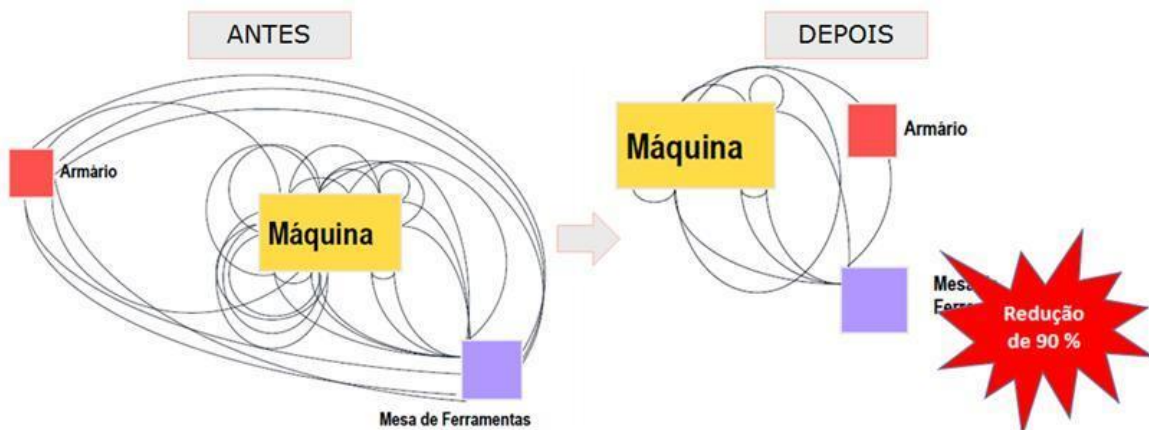 ANTES
DEPOIS
Armário
Máquina
Mesa de Ferramentas
Máquina
Armário
Redução
de 90 %